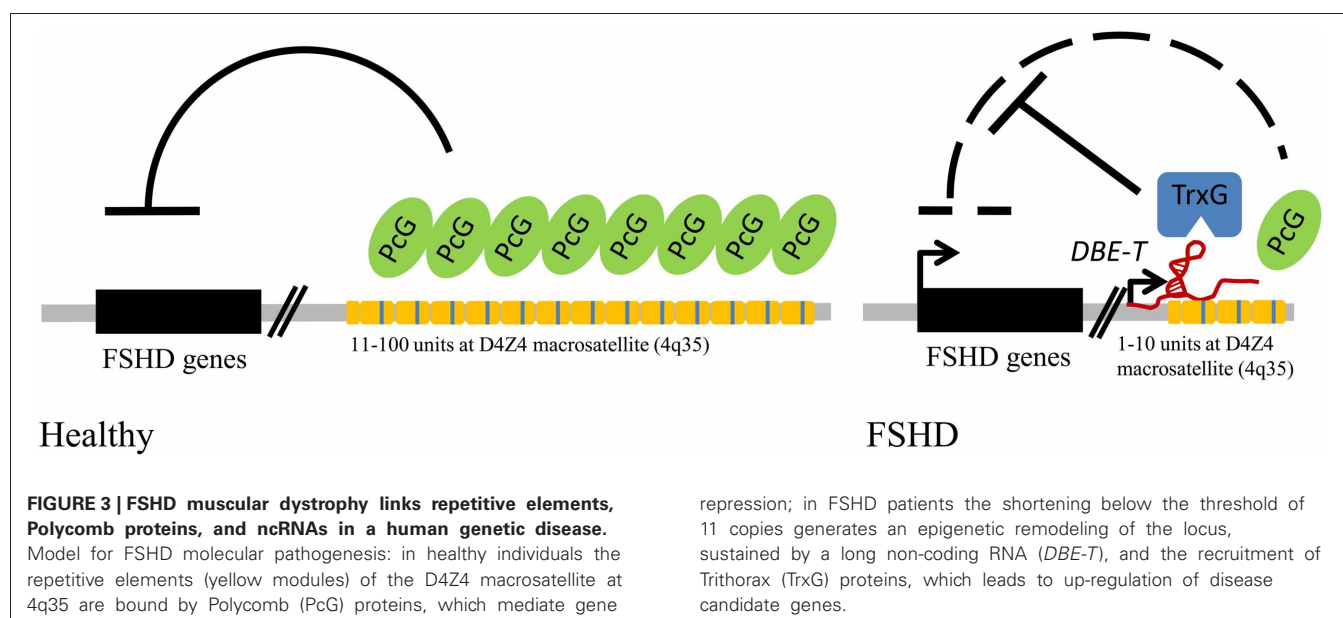 PcG PcG PcG PcG PcG PcG PcG PcG
FSHD genes
11-100 units at D4Z4 macrosatellite (4q35)
Healthy
TrxG
PcG
DBE-T
FSHD genes
1-10 units at D4Z4
macrosatellite (4q35)
FSHD
FIGURE 3 | FSHD muscular dystrophy links repetitive elements,
Polycomb proteins, and ncRNAs in a human genetic disease.
Model for FSHD molecular pathogenesis: in healthy individuals the
repetitive elements (yellow modules) of the D4Z4 macrosatellite at
4q35 are bound by Polycomb (PcG) proteins, which mediate gene
repression; in FSHD patients the shortening below the threshold of
11 copies generates an epigenetic remodeling of the locus,
sustained by a long non-coding RNA (DBE-T), and the recruitment of
Trithorax (TrxG) proteins, which leads to up-regulation of disease
candidate genes.